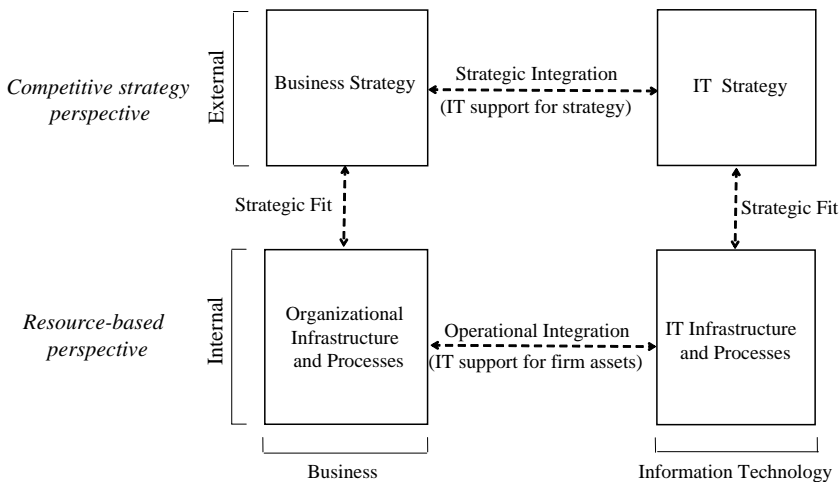 Competitive strategy
perspective
External
Business Strategy
Strategic Integration
(IT support for strategy)
IT Strategy
Strategic Fit
Strategic Fit
Resource-based
perspective
Internal
Organizational
Infrastructure
and Processes
Operational Integration
(IT support for firm assets)
IT Infrastructure
and Processes
Business
Information Technology